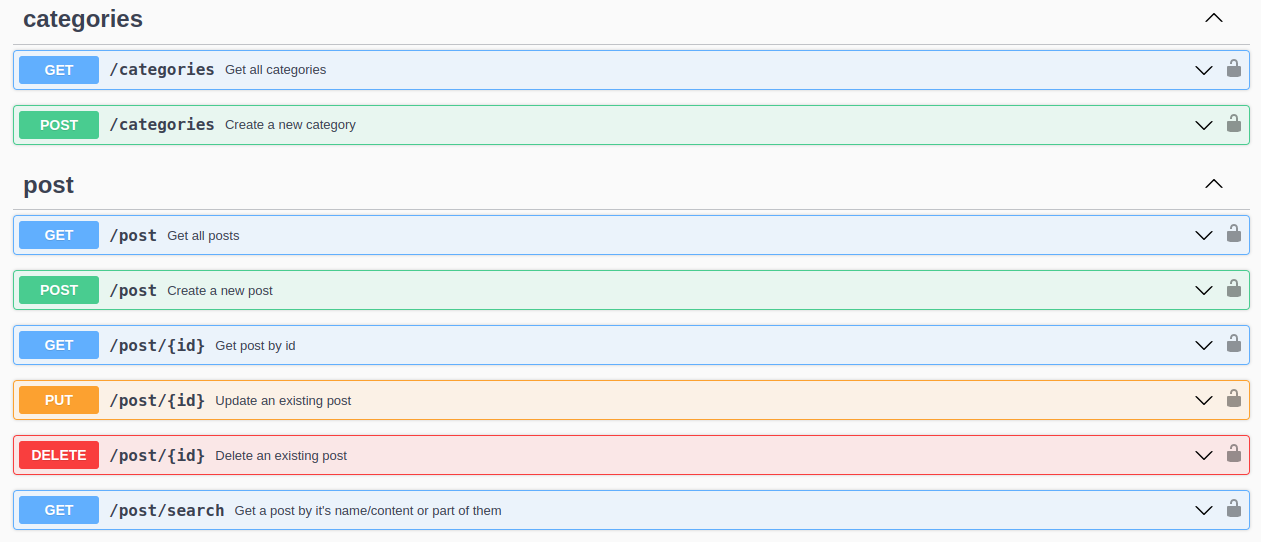 categories
GET /categories Get all categories
POST /categories Create a new category
post
GET /post Get all posts
POST /post Create a new post
GET /post/{id} Get post by id
PUT /post/{id} Update an existing post
DELETE /post/{id} Delete an existing post
GET /post/search Get a post by it's name/content or part of them